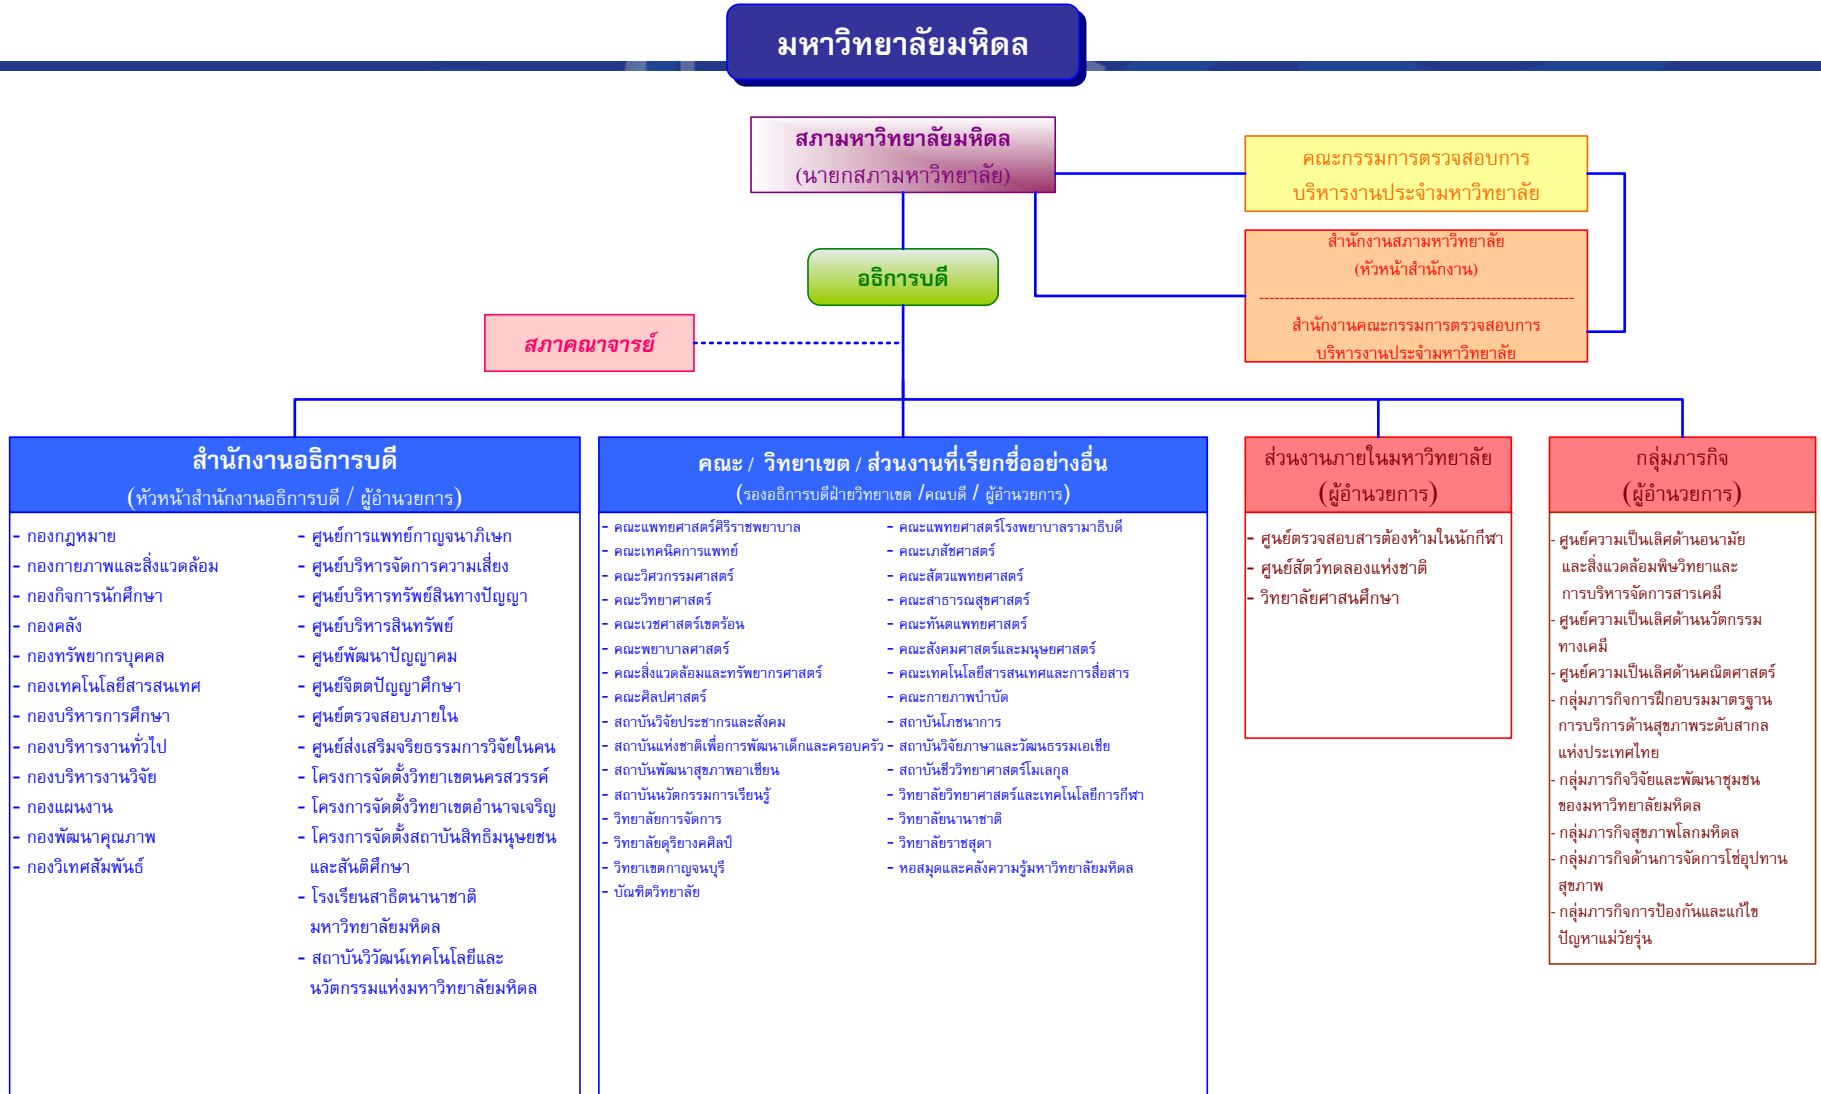 มหาวิทยาลัยมหิดล
สภามหาวิทยาลัยมหิดล
(นายกสภามหาวิทยาลัย)
คณะกรรมการตรวจสอบการ
บริหารงานประจำมหาวิทยาลัย
สำนักงานสภามหาวิทยาลัย
(หัวหน้าสำนักงาน)
-------------------------------------------------------
สำนักงานคณะกรรมการตรวจสอบการ
บริหารงานประจำมหาวิทยาลัย
อธิการบดี
สภาคณาจารย์
สำนักงานอธิการบดี
(หัวหน้าสำนักงานอธิการบดี / ผู้อำนวยการ)
- กองกฎหมาย
- กองกายภาพและสิ่งแวดล้อม
- กองกิจการนักศึกษา
- กองคลัง
- กองทรัพยากรบุคคล
- กองเทคโนโลยีสารสนเทศ
- กองบริหารการศึกษา
- กองบริหารงานทั่วไป
- กองบริหารงานวิจัย
- กองแผนงาน
- กองพัฒนาคุณภาพ
- กองวิเทศสัมพันธ์
- ศูนย์การแพทย์กาญจนาภิเษก
- ศูนย์บริหารจัดการความเสี่ยง
- ศูนย์บริหารทรัพย์สินทางปัญญา
- ศูนย์บริหารสินทรัพย์
- ศูนย์พัฒนาปัญญาคม
- ศูนย์จิตตปัญญาศึกษา
- ศูนย์ตรวจสอบภายใน
- ศูนย์ส่งเสริมจริยธรรมการวิจัยในคน
- โครงการจัดตั้งวิทยาเขตนครสวรรค์
- โครงการจัดตั้งวิทยาเขตอำนาจเจริญ
- โครงการจัดตั้งสถาบันสิทธิมนุษยชน
และสันติศึกษา
- โรงเรียนสาธิตนานาชาติ
มหาวิทยาลัยมหิดล
- สถาบันวิวัฒน์เทคโนโลยีและ
นวัตกรรมแห่งมหาวิทยาลัยมหิดล
คณะ / วิทยาเขต / ส่วนงานที่เรียกชื่ออย่างอื่น
(รองอธิการบดีฝ่ายวิทยาเขต /คณบดี / ผู้อำนวยการ)
- คณะแพทยศาสตร์ศิริราชพยาบาล
- คณะเทคนิคการแพทย์
- คณะวิศวกรรมศาสตร์
- คณะวิทยาศาสตร์
- คณะเวชศาสตร์เขตร้อน
- คณะพยาบาลศาสตร์
- คณะสิ่งแวดล้อมและทรัพยากรศาสตร์
- คณะศิลปศาสตร์
- สถาบันวิจัยประชากรและสังคม
- สถาบันแห่งชาติเพื่อการพัฒนาเด็กและครอบครัว
- สถาบันพัฒนาสุขภาพอาเซียน
- สถาบันนวัตกรรมการเรียนรู้
- วิทยาลัยการจัดการ
- วิทยาลัยดุริยางคศิลป์
- วิทยาเขตกาญจนบุรี
- บัณฑิตวิทยาลัย
- คณะแพทยศาสตร์โรงพยาบาลรามาธิบดี
- คณะเภสัชศาสตร์
- คณะสัตวแพทยศาสตร์
- คณะสาธารณสุขศาสตร์
- คณะทันตแพทยศาสตร์
- คณะสังคมศาสตร์และมนุษยศาสตร์
- คณะเทคโนโลยีสารสนเทศและการสื่อสาร
- คณะกายภาพบำบัด
- สถาบันโภชนาการ
- สถาบันวิจัยภาษาและวัฒนธรรมเอเชีย
- สถาบันชีววิทยาศาสตร์โมเลกุล
- วิทยาลัยวิทยาศาสตร์และเทคโนโลยีการกีฬา
- วิทยาลัยนานาชาติ
- วิทยาลัยราชสุดา
- หอสมุดและคลังความรู้มหาวิทยาลัยมหิดล
ส่วนงานภายในมหาวิทยาลัย
(ผู้อำนวยการ)
- ศูนย์ตรวจสอบสารต้องห้ามในนักกีฬา
- ศูนย์สัตว์ทดลองแห่งชาติ
- วิทยาลัยศาสนศึกษา
กลุ่มภารกิจ
(ผู้อำนวยการ)
- ศูนย์ความเป็นเลิศด้านอนามัย
และสิ่งแวดล้อมพิษวิทยาและ
การบริหารจัดการสารเคมี
- ศูนย์ความเป็นเลิศด้านนวัตกรรม
ทางเคมี
- ศูนย์ความเป็นเลิศด้านคณิตศาสตร์
- กลุ่มภารกิจการฝึกอบรมมาตรฐาน
การบริการด้านสุขภาพระดับสากล
แห่งประเทศไทย
- กลุ่มภารกิจวิจัยและพัฒนาชุมชน
ของมหาวิทยาลัยมหิดล
- กลุ่มภารกิจสุขภาพโลกมหิดล
- กลุ่มภารกิจด้านการจัดการโซ่อุปทาน
สุขภาพ
- กลุ่มภารกิจการป้องกันและแก้ไข
ปัญหาแม่วัยรุ่น